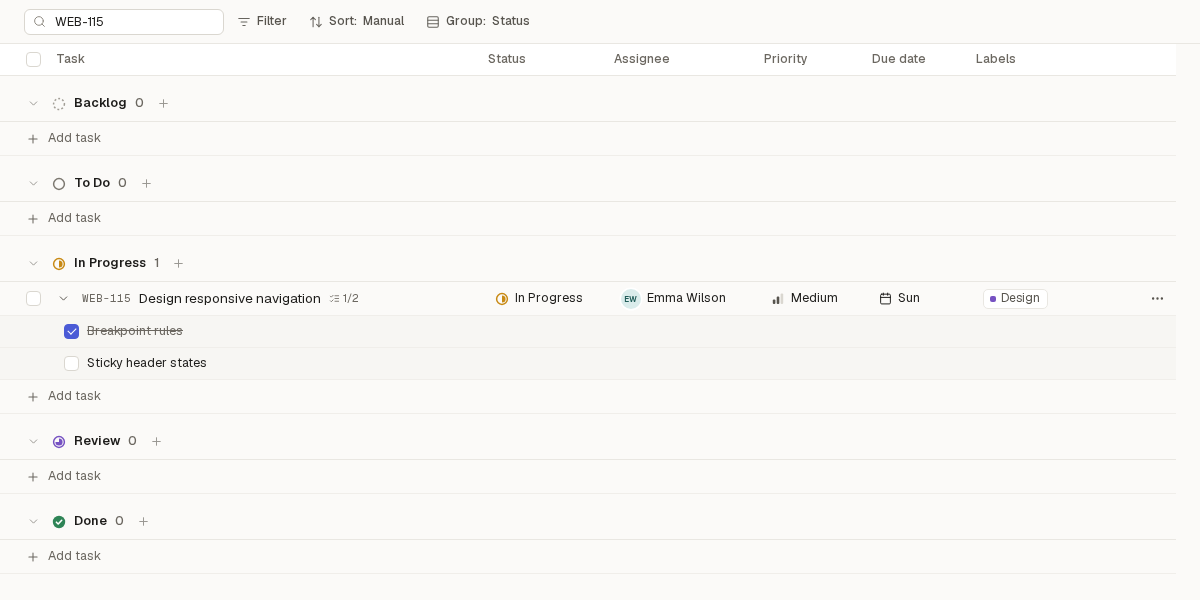 WEB-115 Filter Sort: Manual Group: Status
Task Status Assignee Priority Due date Labels
Backlog 0
Add task
To Do 0
Add task
In Progress 1
WEB-115 Design responsive navigation 1/2 In Progress EW Emma Wilson Medium Sun Design
Breakpoint rules
Sticky header states
Add task
Review 0
Add task
Done 0
Add task